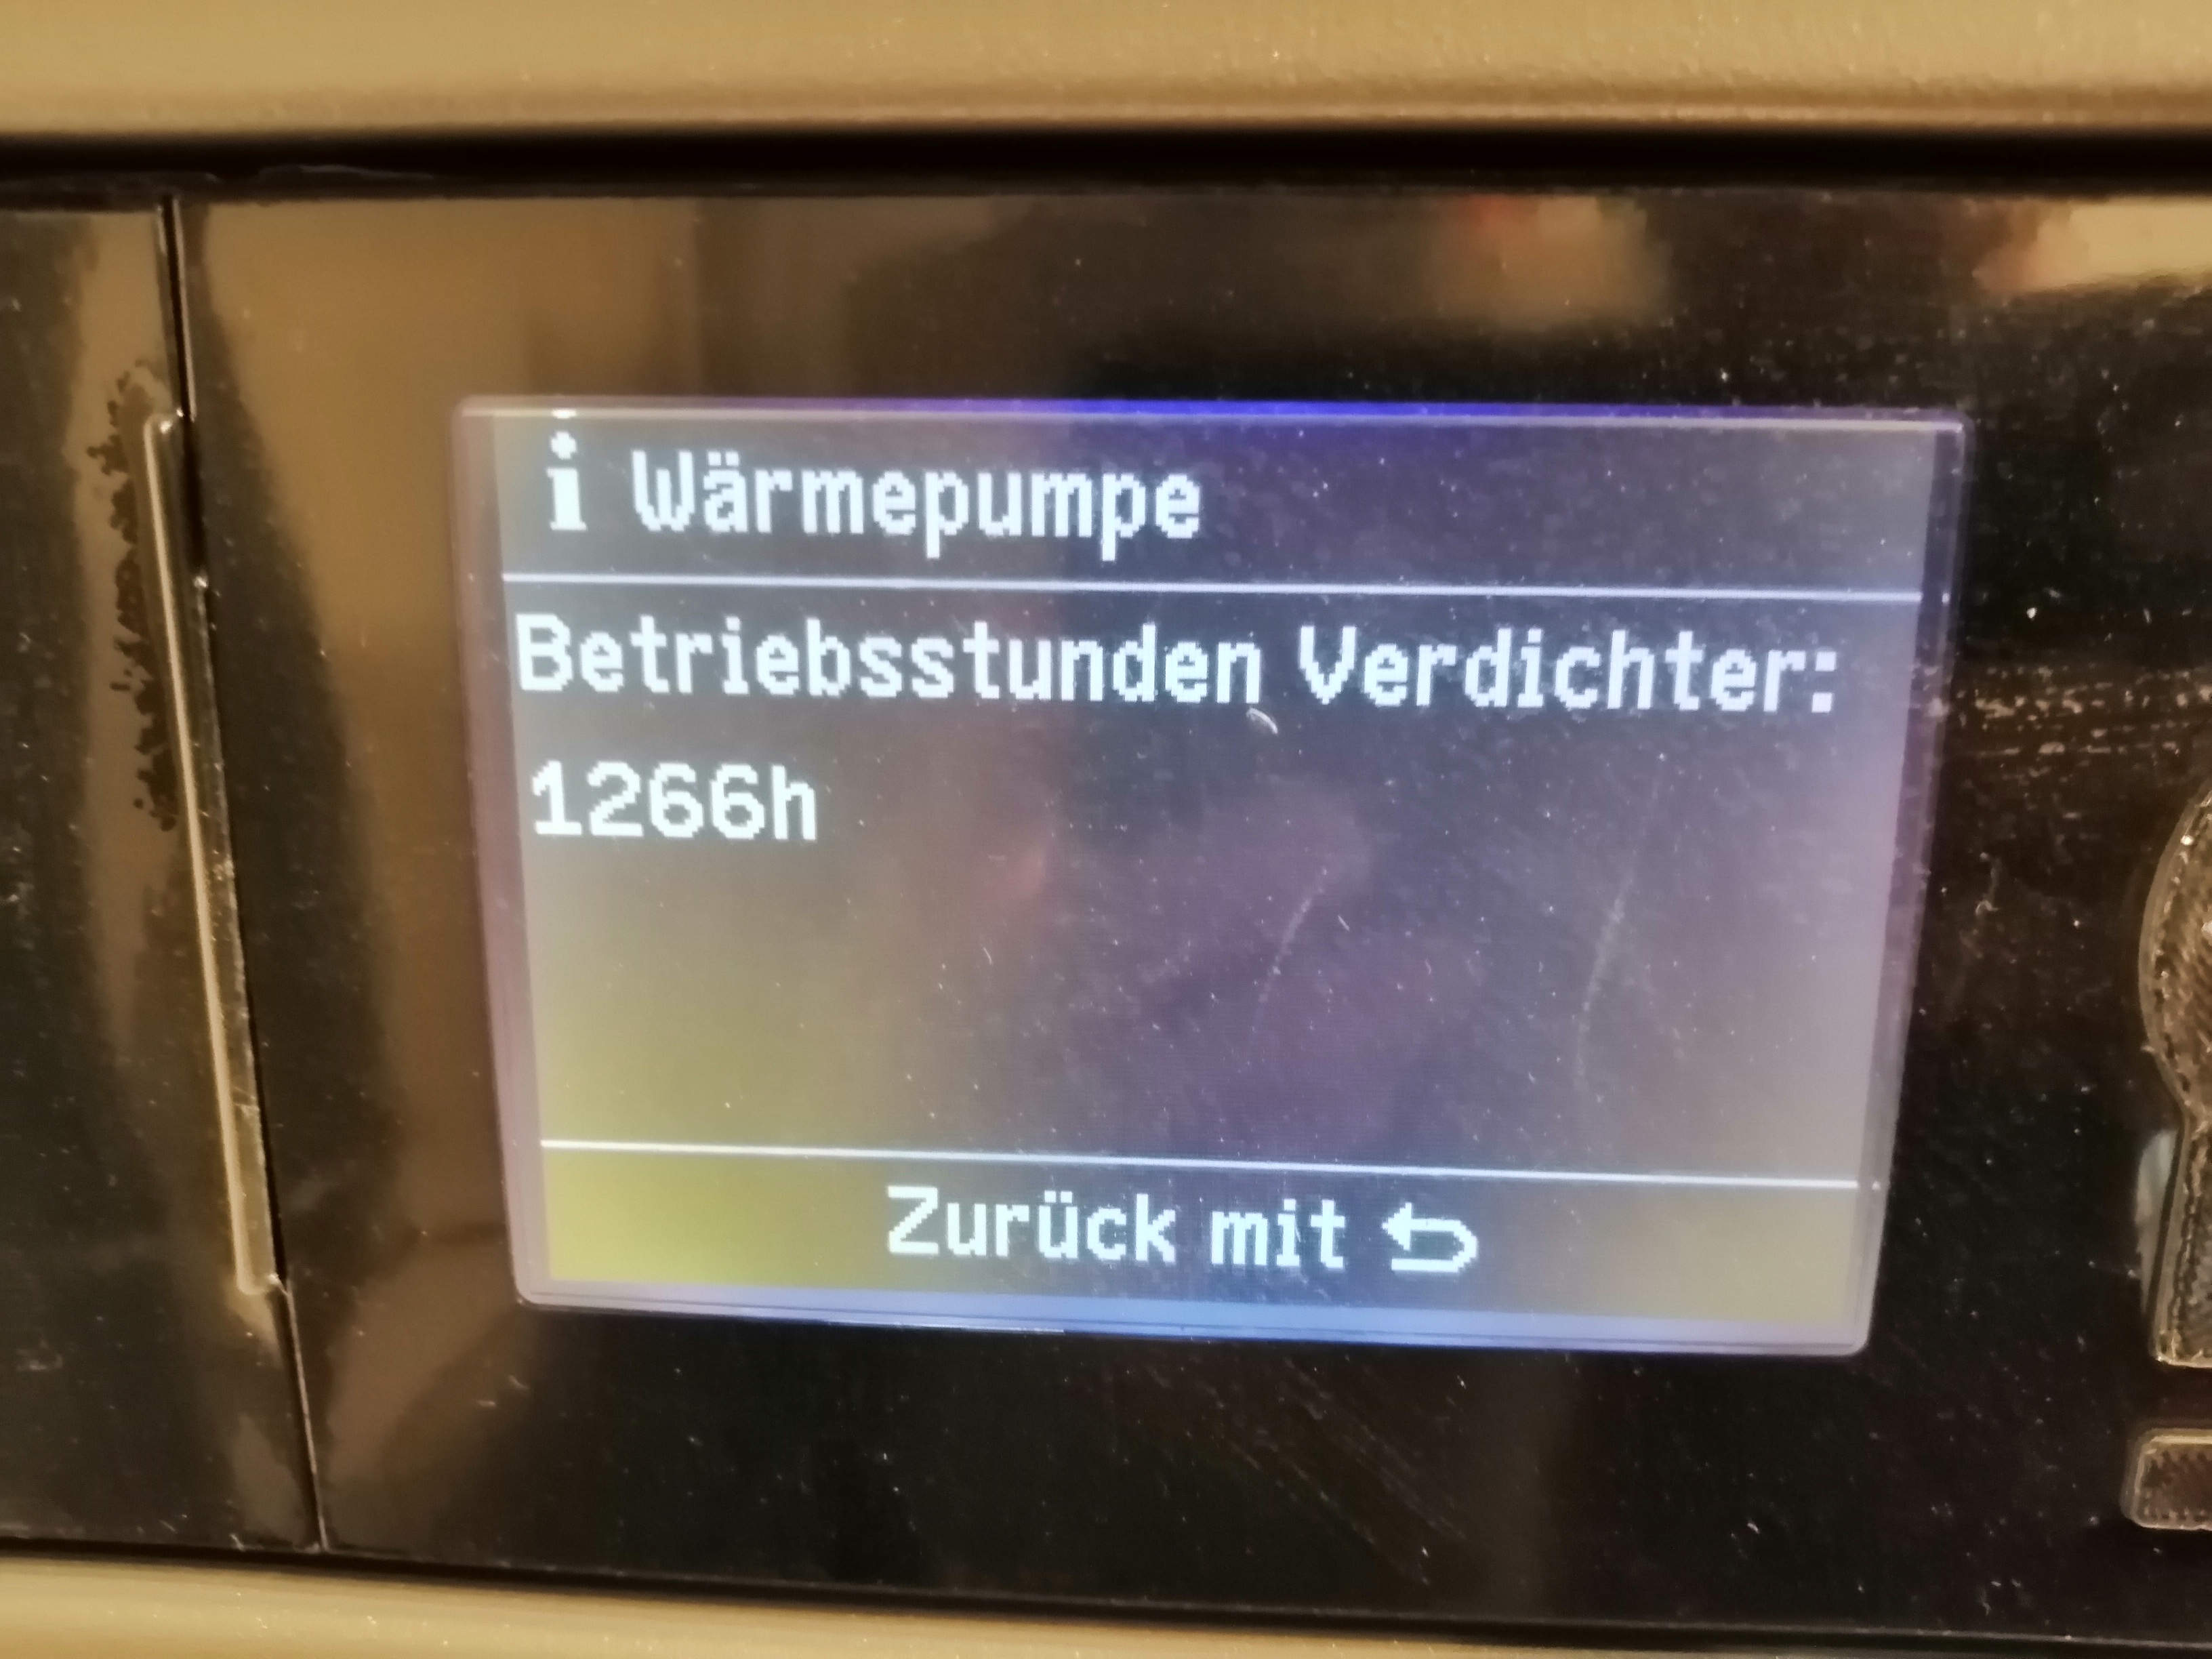 i Wärmepumpe
Betriebsstunden Verdichter:
1266h
Zurück mit